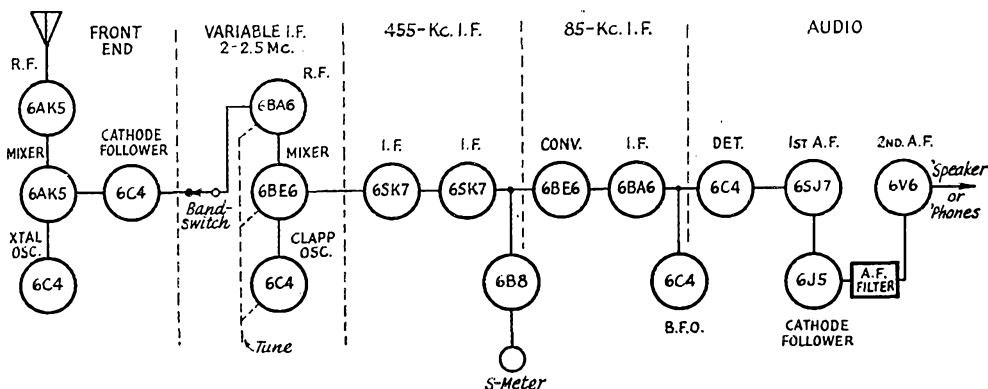 FRONT
END
VARIABLE I.F.
2-2.5 Mc.
455-Kc. I.F.
85-Kc. I.F.
AUDIO
R.F.
6AK5
MIXER
6AK5
XTAL
OSC.
6C4
CATHODE
FOLLOWER
6C4
Band-
switch
R.F.
6BA6
MIXER
6BE6
CLAPP
OSC.
6C4
Tune
I.F.
6SK7
I.F.
6SK7
6B8
S-Meter
CONV.
6BE6
I.F.
6BA6
6C4
B.F.O.
DET.
6C4
1ST A.F.
6SJ7
6J5
CATHODE
FOLLOWER
A.F.
FILTER
2ND. A.F.
6V6
'Speaker
or
'Phones